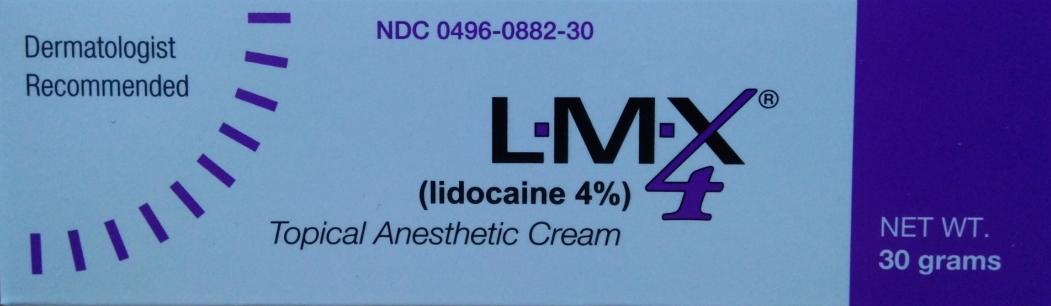 Dermatologist
Recommended
NDC 0496-0882-30
L·M·X4®
(lidocaine 4%)
Topical Anesthetic Cream
NET WT.
30 grams